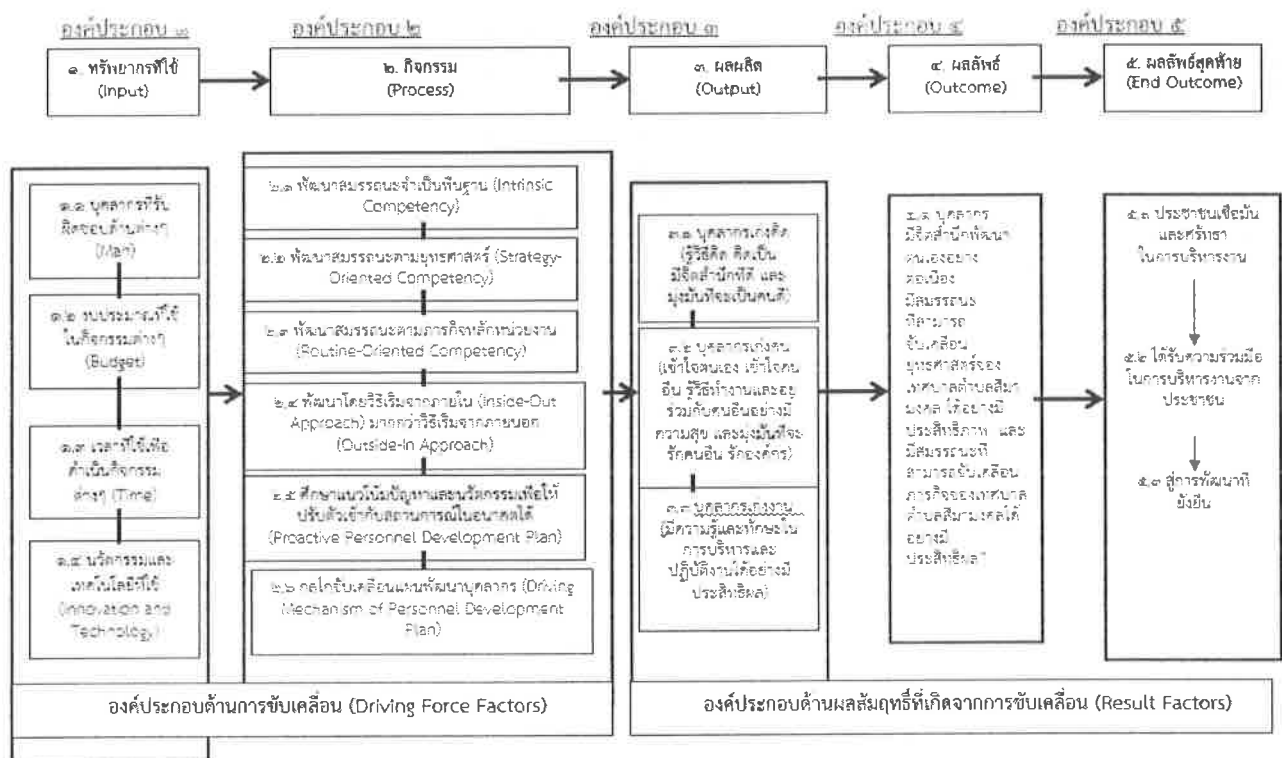 องค์ประกอบ ๑
องค์ประกอบ ๒
องค์ประกอบ ๓
องค์ประกอบ ๔
องค์ประกอบ ๕
๑. ทรัพยากรที่ใช้
(Input)
๒. กิจกรรม
(Process)
๓. ผลผลิต
(Output)
๔. ผลลัพธ์
(Outcome)
๕. ผลลัพธ์สุดท้าย
(End Outcome)
๑.๑ บุคลากรที่รับ
ผิดชอบด้านต่างๆ
(Man)
๑.๒ งบประมาณที่ใช้
ในกิจกรรมต่างๆ
(Budget)
๑.๓ เวลาที่ใช้เพื่อ
ดำเนินกิจกรรม
ต่างๆ (Time)
๑.๔ นวัตกรรมและ
เทคโนโลยีที่ใช้
(Innovation and
Technology)
๒.๑ พัฒนาสมรรถนะจำเป็นพื้นฐาน (Intrinsic
Competency)
๒.๒ พัฒนาสมรรถนะตามยุทธศาสตร์ (Strategy-
Oriented Competency)
๒.๓ พัฒนาสมรรถนะตามภารกิจหลักหน่วยงาน
(Routine-Oriented Competency)
๒.๔ พัฒนาโดยวิธีเริ่มจากภายใน (Inside-Out
Approach) มากกว่าวิธีเริ่มจากภายนอก
(Outside-in Approach)
๒.๕ ศึกษาแนวโน้มปัญหาและนวัตกรรมเพื่อให้
ปรับตัวเข้ากับสถานการณ์ในอนาคตได้
(Proactive Personnel Development Plan)
๒.๖ กลไกขับเคลื่อนแผนพัฒนาบุคลากร (Driving
Mechanism of Personnel Development
Plan)
๓.๑ บุคลากรเก่งคิด
(รู้วิธีคิด คิดเป็น
มีจิตสำนึกที่ดี และ
มุ่งมั่นที่จะเป็นคนดี)
๓.๒ บุคลากรเก่งคน
(เข้าใจตนเอง เข้าใจคน
อื่น รู้วิธีทำงานและอยู่
ร่วมกับคนอื่นอย่างมี
ความสุข และมุ่งมั่นที่จะ
รักคนอื่น รักองค์กร)
๓.๓ บุคลากรเก่งงาน
(มีความรู้และทักษะใน
การบริหารและ
ปฏิบัติงานได้อย่างมี
ประสิทธิผล)
๔.๑ บุคลากร
มีจิตสำนึกพัฒนา
ตนเองอย่าง
ต่อเนื่อง
มีสมรรถนะ
ที่สามารถ
ขับเคลื่อน
ยุทธศาสตร์ของ
เทศบาลตำบลสีมา
มงคล ได้อย่างมี
ประสิทธิภาพ และ
มีสมรรถนะที่
สามารถขับเคลื่อน
ภารกิจของเทศบาล
ตำบลสีมามงคลได้
อย่างมี
ประสิทธิผล"
๕.๑ ประชาชนเชื่อมั่น
และศรัทธา
ในการบริหารงาน
๕.๒ ได้รับความร่วมมือ
ในการบริหารงานจาก
ประชาชน
๕.๓ สู่การพัฒนาที่
ยั่งยืน
องค์ประกอบด้านการขับเคลื่อน (Driving Force Factors)
องค์ประกอบด้านผลสัมฤทธิ์ที่เกิดจากการขับเคลื่อน (Result Factors)